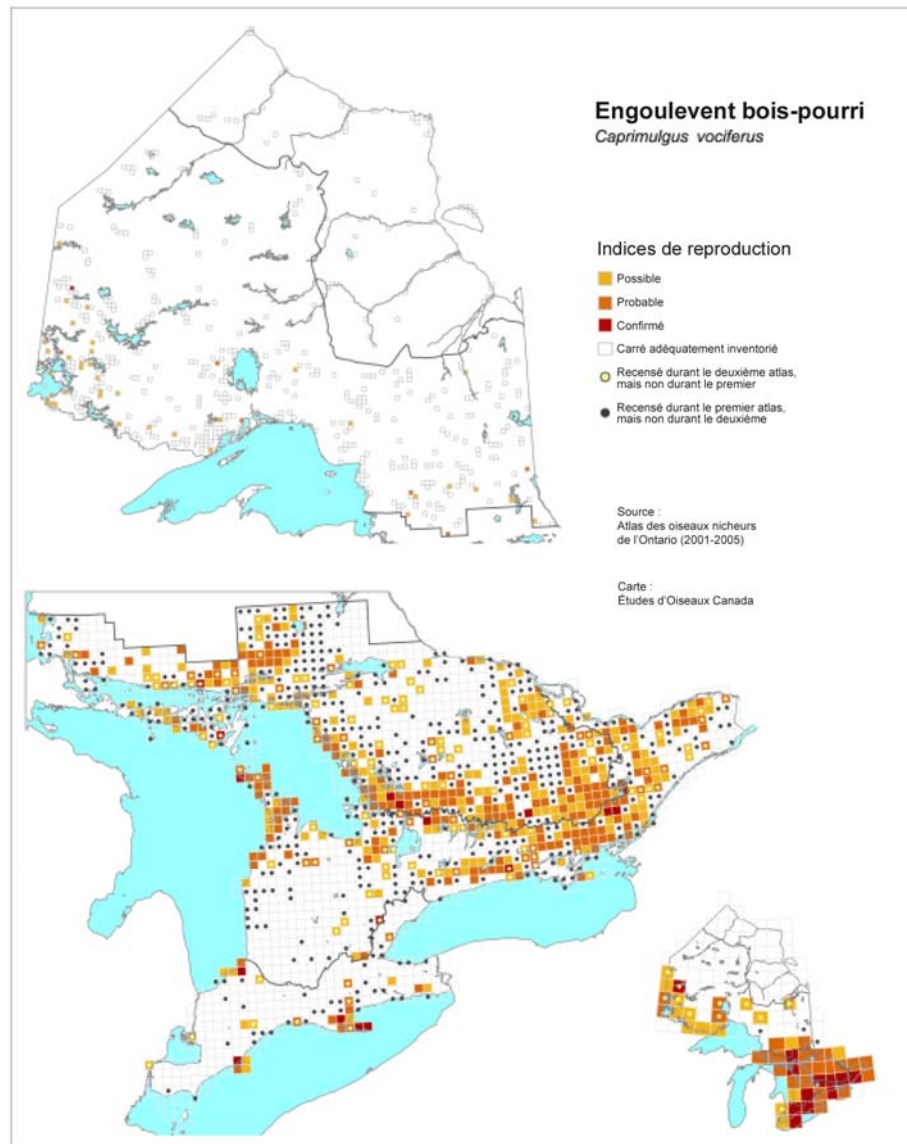 Engoulevent bois-pourri
Caprimulgus vociferus
Indices de reproduction
Possible
Probable
Confirmé
Carré adéquatement inventorié
Recensé durant le deuxième atlas,
mais non durant le premier
Recensé durant le premier atlas,
mais non durant le deuxième
Source :
Atlas des oiseaux nicheurs
de l'Ontario (2001-2005)
Carte :
Études d'Oiseaux Canada